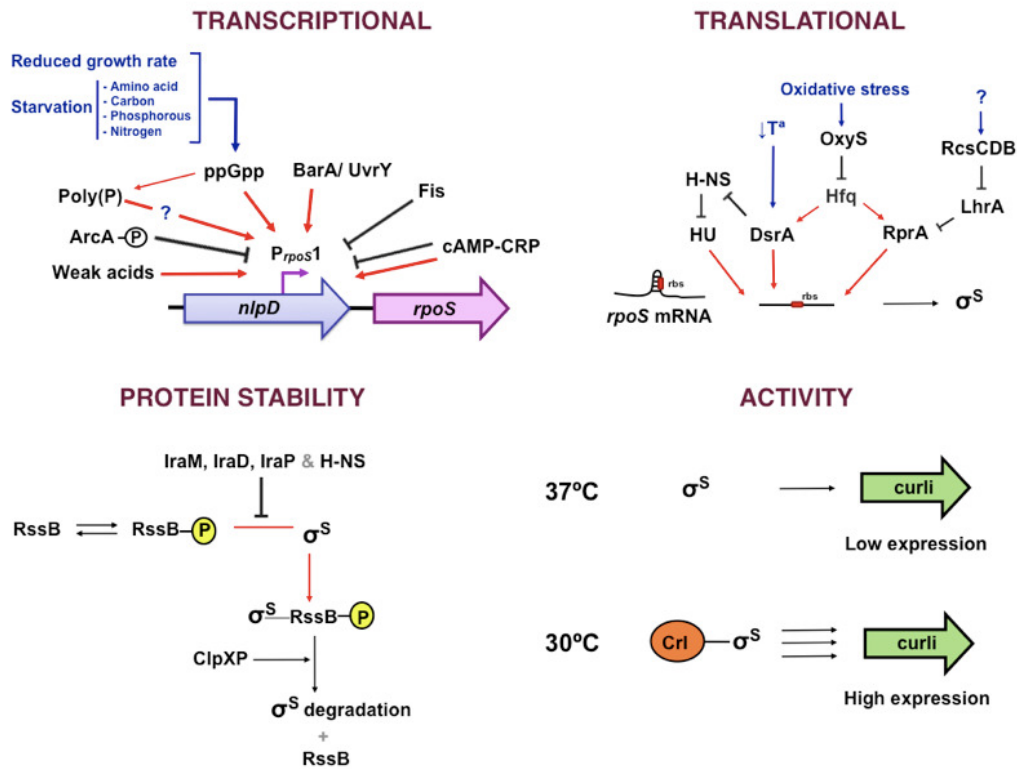 TRANSCRIPTIONAL
Reduced growth rate
Starvation
- Amino acid
- Carbon
- Phosphorous
- Nitrogen
ppGpp
BarA/ UvrY
Poly(P)
?
Fis
ArcA-P
PrpoS1
cAMP-CRP
Weak acids
nlpD
rpoS
TRANSLATIONAL
Oxidative stress
?
↓Tª
OxyS
RcsCDB
H-NS
Hfq
LhrA
HU
DsrA
RprA
rbs
rbs
rpoS mRNA
σS
PROTEIN STABILITY
IraM, IraD, IraP & H-NS
RssB
RssB-P
σS
σS-RssB-P
ClpXP
σS degradation
+
RssB
ACTIVITY
37ºC
σS
curli
Low expression
30ºC
Crl
σS
curli
High expression